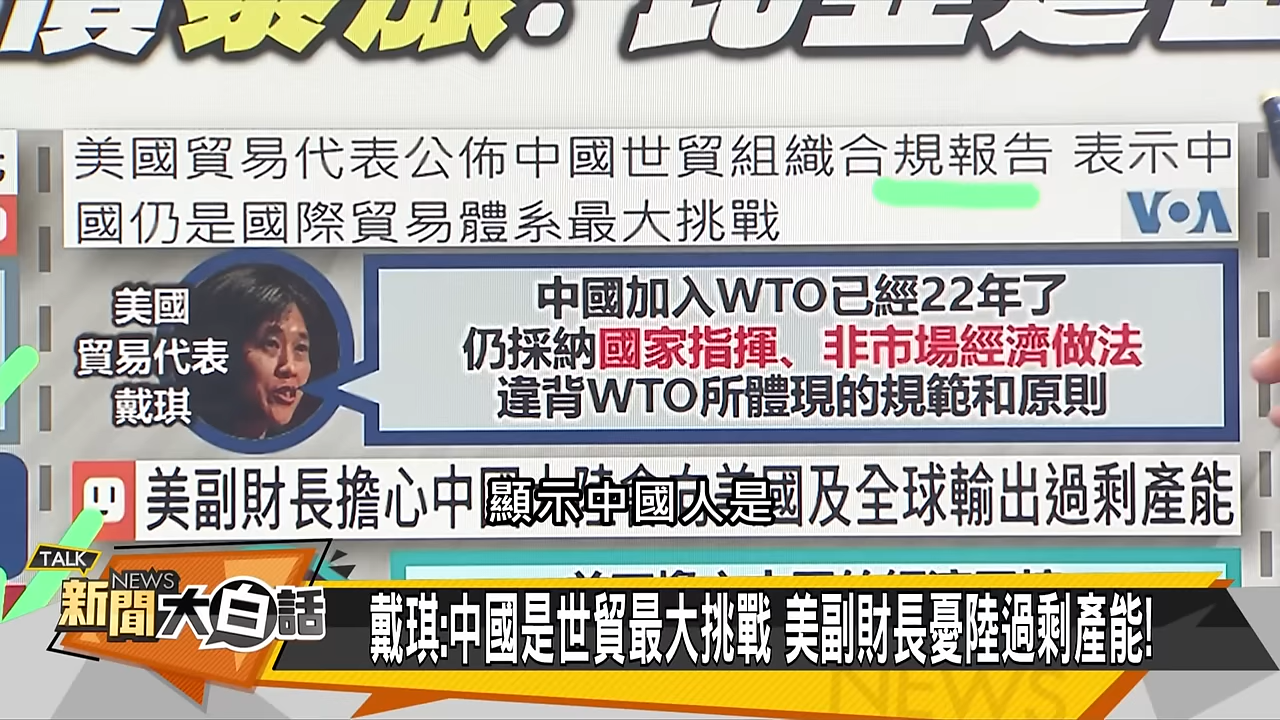 美國貿易代表公佈中國世貿組織合規報告 表示中
國仍是國際貿易體系最大挑戰
VOA
美國
貿易代表
戴琪
中國加入WTO已經22年了
仍採納國家指揮、非市場經濟做法
違背WTO所體現的規範和原則
美副財長擔心中國
美國及全球輸出過剩產能
顯示中國人是
TALK
NEWS
新聞大白話
戴琪:中國是世貿最大挑戰 美副財長憂陸過剩產能!
NEWS